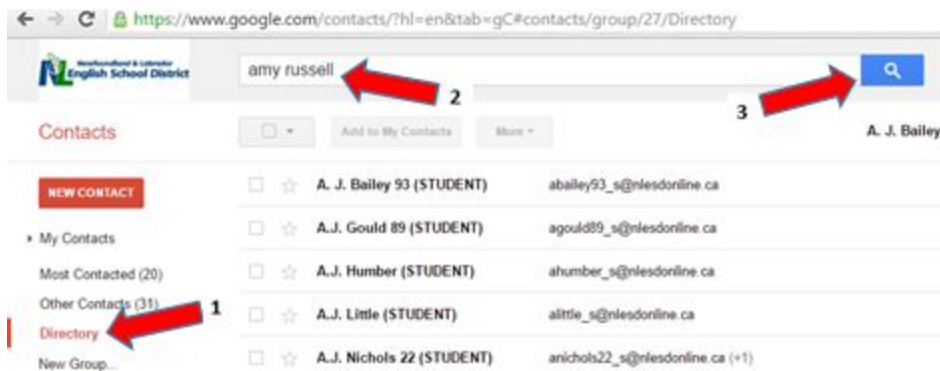 https://www.google.com/contacts/?hl=en&tab=gC#contacts/group/27/Directory
Newfoundland & Labrador
English School District
amy russell
2
3
Contacts
Add to My Contacts
More
A. J. Bailey
NEW CONTACT
A. J. Bailey 93 (STUDENT) abailey93_s@nlesdonline.ca
My Contacts
A.J. Gould 89 (STUDENT) agould89_s@nlesdonline.ca
Most Contacted (20)
A.J. Humber (STUDENT) ahumber_s@nlesdonline.ca
Other Contacts (31)
1
A.J. Little (STUDENT) alittle_s@nlesdonline.ca
Directory
New Group...
A.J. Nichols 22 (STUDENT) anichols22_s@nlesdonline.ca (+1)